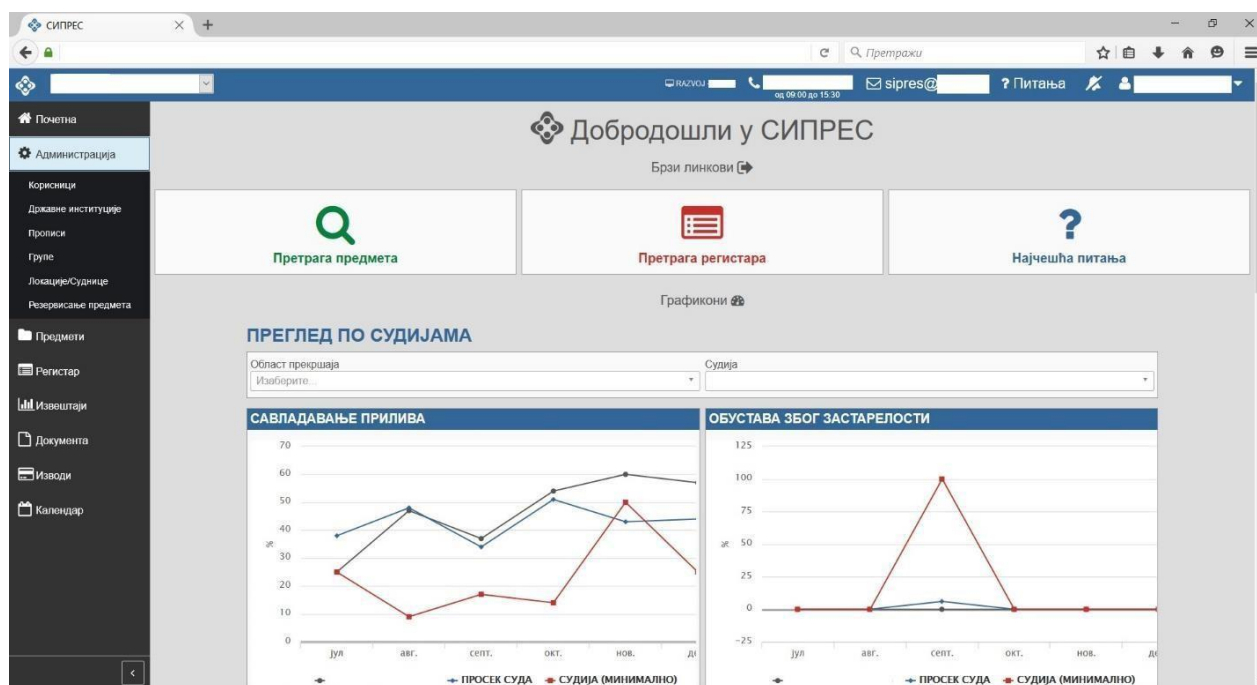 СИПРЕС
Претражи
RAZVOJ
од 09:00 до 15:30
sipres@
? Питања
Почетна
Администрација
Корисници
Државне институције
Прописи
Групе
Локације/Суднице
Резервисање предмета
Предмети
Регистар
Извештаји
Документа
Изводи
Календар
Добродошли у СИПРЕС
Брзи линкови
Претрага предмета
Претрага регистара
?
Најчешћа питања
Графикони
ПРЕГЛЕД ПО СУДИЈАМА
Област прекршаја
Изаберите...
Судија
САВЛАДАВАЊЕ ПРИЛИВА
70
60
50
40
30
20
10
0
%
јул
авг.
септ.
окт.
нов.
ПРОСЕК СУДА
СУДИЈА (МИНИМАЛНО)
ОБУСТАВА ЗБОГ ЗАСТАРЕЛОСТИ
125
100
75
50
25
0
-25
%
јул
авг.
септ.
окт.
нов.
ПРОСЕК СУДА
СУДИЈА (МИНИМАЛНО)